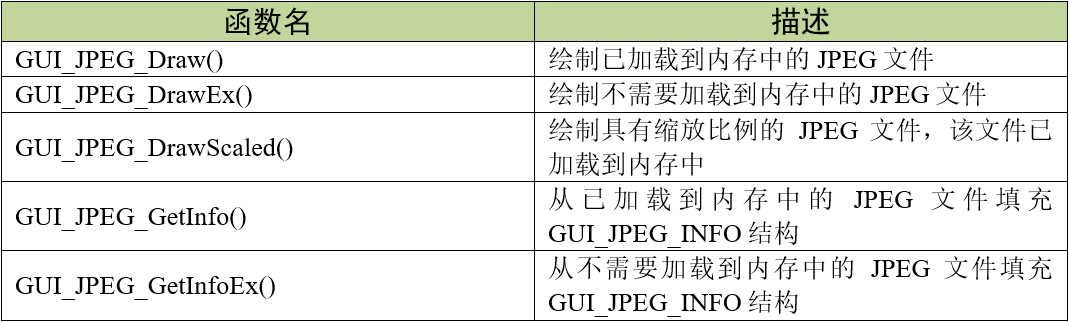 函数名 描述
GUI_JPEG_Draw() 绘制已加载到内存中的 JPEG 文件
GUI_JPEG_DrawEx() 绘制不需要加载到内存中的 JPEG 文件
GUI_JPEG_DrawScaled() 绘制具有缩放比例的 JPEG 文件，该文件已
加载到内存中
GUI_JPEG_GetInfo() 从已加载到内存中的 JPEG 文件填充
GUI_JPEG_INFO 结构
GUI_JPEG_GetInfoEx() 从不需要加载到内存中的 JPEG 文件填充
GUI_JPEG_INFO 结构